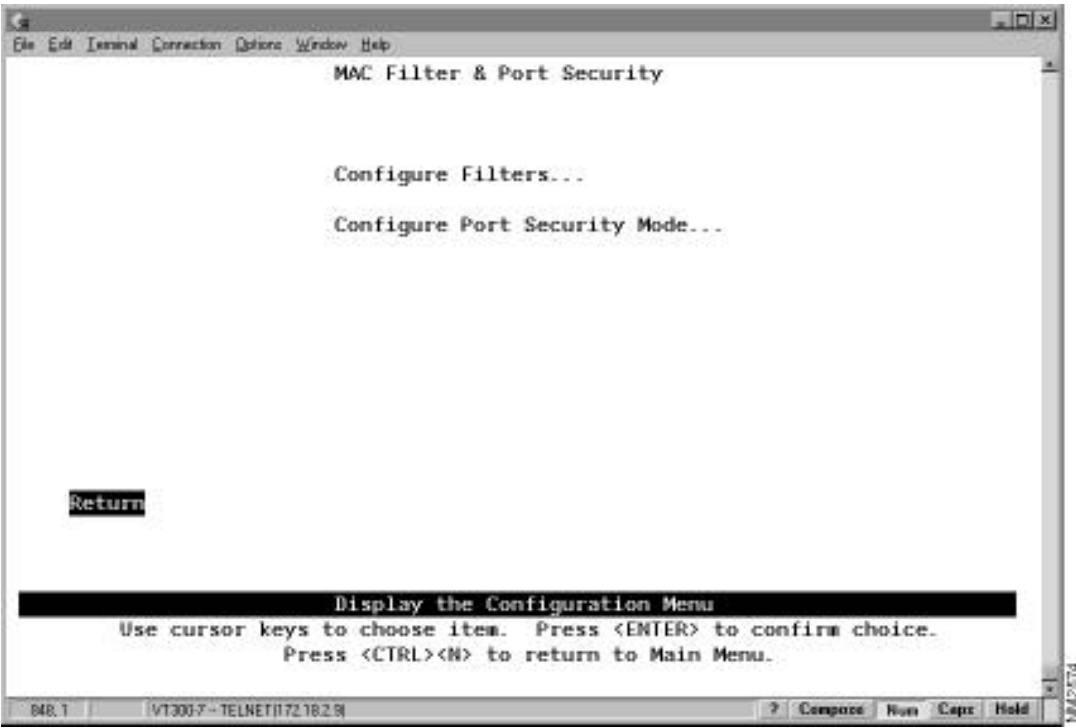 File Edit Terminal Connection Options Window Help
MAC Filter & Port Security
Configure Filters...
Configure Port Security Mode...
Return
Display the Configuration Menu
Use cursor keys to choose item. Press <ENTER> to confirm choice.
Press <CTRL><N> to return to Main Menu.
848, 1 VT300-7 - TELNET(172.18.2.9) ? Compose Num Caps Hold